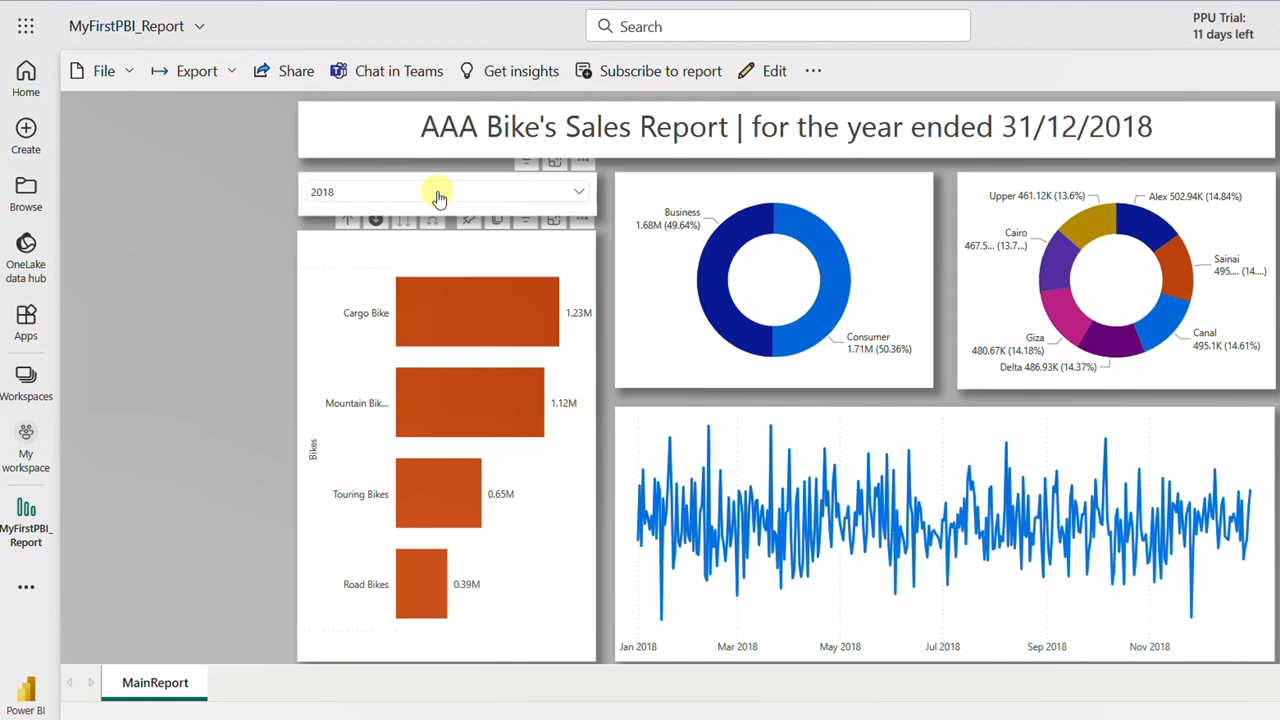 MyFirstPBI_Report
Search
PPU Trial:
11 days left
File
Export
Share
Chat in Teams
Get insights
Subscribe to report
Edit
Home
Create
Browse
OneLake
data hub
Apps
Workspaces
My
workspace
MyFirstPBI_
Report
Power BI
AAA Bike's Sales Report | for the year ended 31/12/2018
2018
Bikes
Cargo Bike
1.23M
Mountain Bik...
1.12M
Touring Bikes
0.65M
Road Bikes
0.39M
Business
1.68M (49.64%)
Consumer
1.71M (50.36%)
Upper 461.12K (13.6%)
Alex 502.94K (14.84%)
Cairo
467.5... (13.7...)
Sainai
495.... (14....)
Giza
480.67K (14.18%)
Canal
495.1K (14.61%)
Delta 486.93K (14.37%)
Jan 2018
Mar 2018
May 2018
Jul 2018
Sep 2018
Nov 2018
MainReport